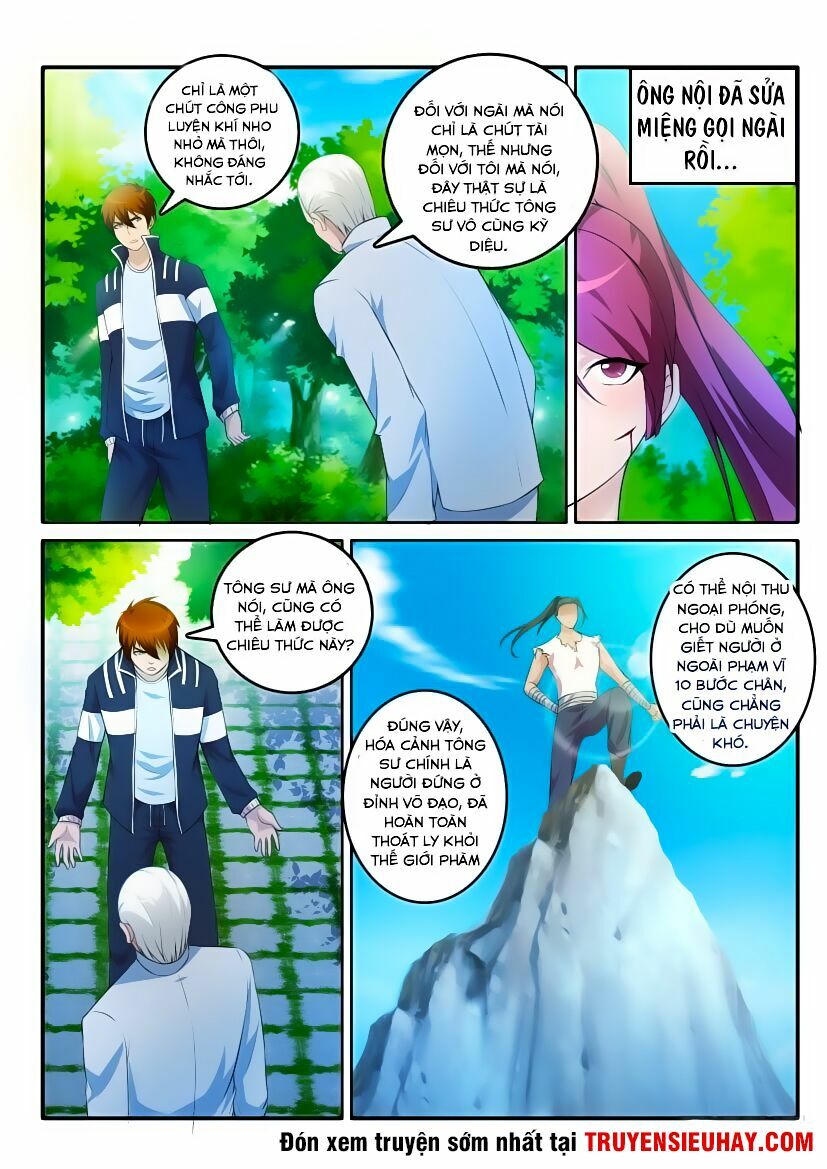 CHỈ LÀ MỘT
CHÚT CÔNG PHU
LUYỆN KHÍ NHO
NHỎ MÀ THÔI,
KHÔNG ĐÁNG
NHẮC TỚI.
ĐỐI VỚI NGÀI MÀ NÓI
CHỈ LÀ CHÚT TÀI
MỌN, THẾ NHƯNG
ĐỐI VỚI TÔI MÀ NÓI,
ĐÂY THẬT SỰ LÀ
CHIÊU THỨC TÔNG
SƯ VÔ CÙNG KỲ
DIỆU.
ÔNG NỘI ĐÃ SỬA
MIỆNG GỌI NGÀI
RỒI...
TÔNG SƯ MÀ ÔNG
NÓI, CŨNG CÓ
THỂ LÀM ĐƯỢC
CHIÊU THỨC NÀY?
CÓ THỂ NỘI THU
NGOẠI PHÓNG,
CHO DÙ MUỐN
GIẾT NGƯỜI Ở
NGOÀI PHẠM VĨ
10 BƯỚC CHÂN,
CŨNG CHẲNG
PHẢI LÀ CHUYỆN
KHÓ.
ĐÚNG VẬY,
HÓA CẢNH TÔNG
SƯ CHÍNH LÀ
NGƯỜI ĐỨNG Ở
ĐỈNH VÕ ĐẠO, ĐÃ
HOÀN TOÀN
THOÁT LY KHỎI
THẾ GIỚI PHÀM
Đón xem truyện sớm nhất tại TRUYENSIEUHAY.COM